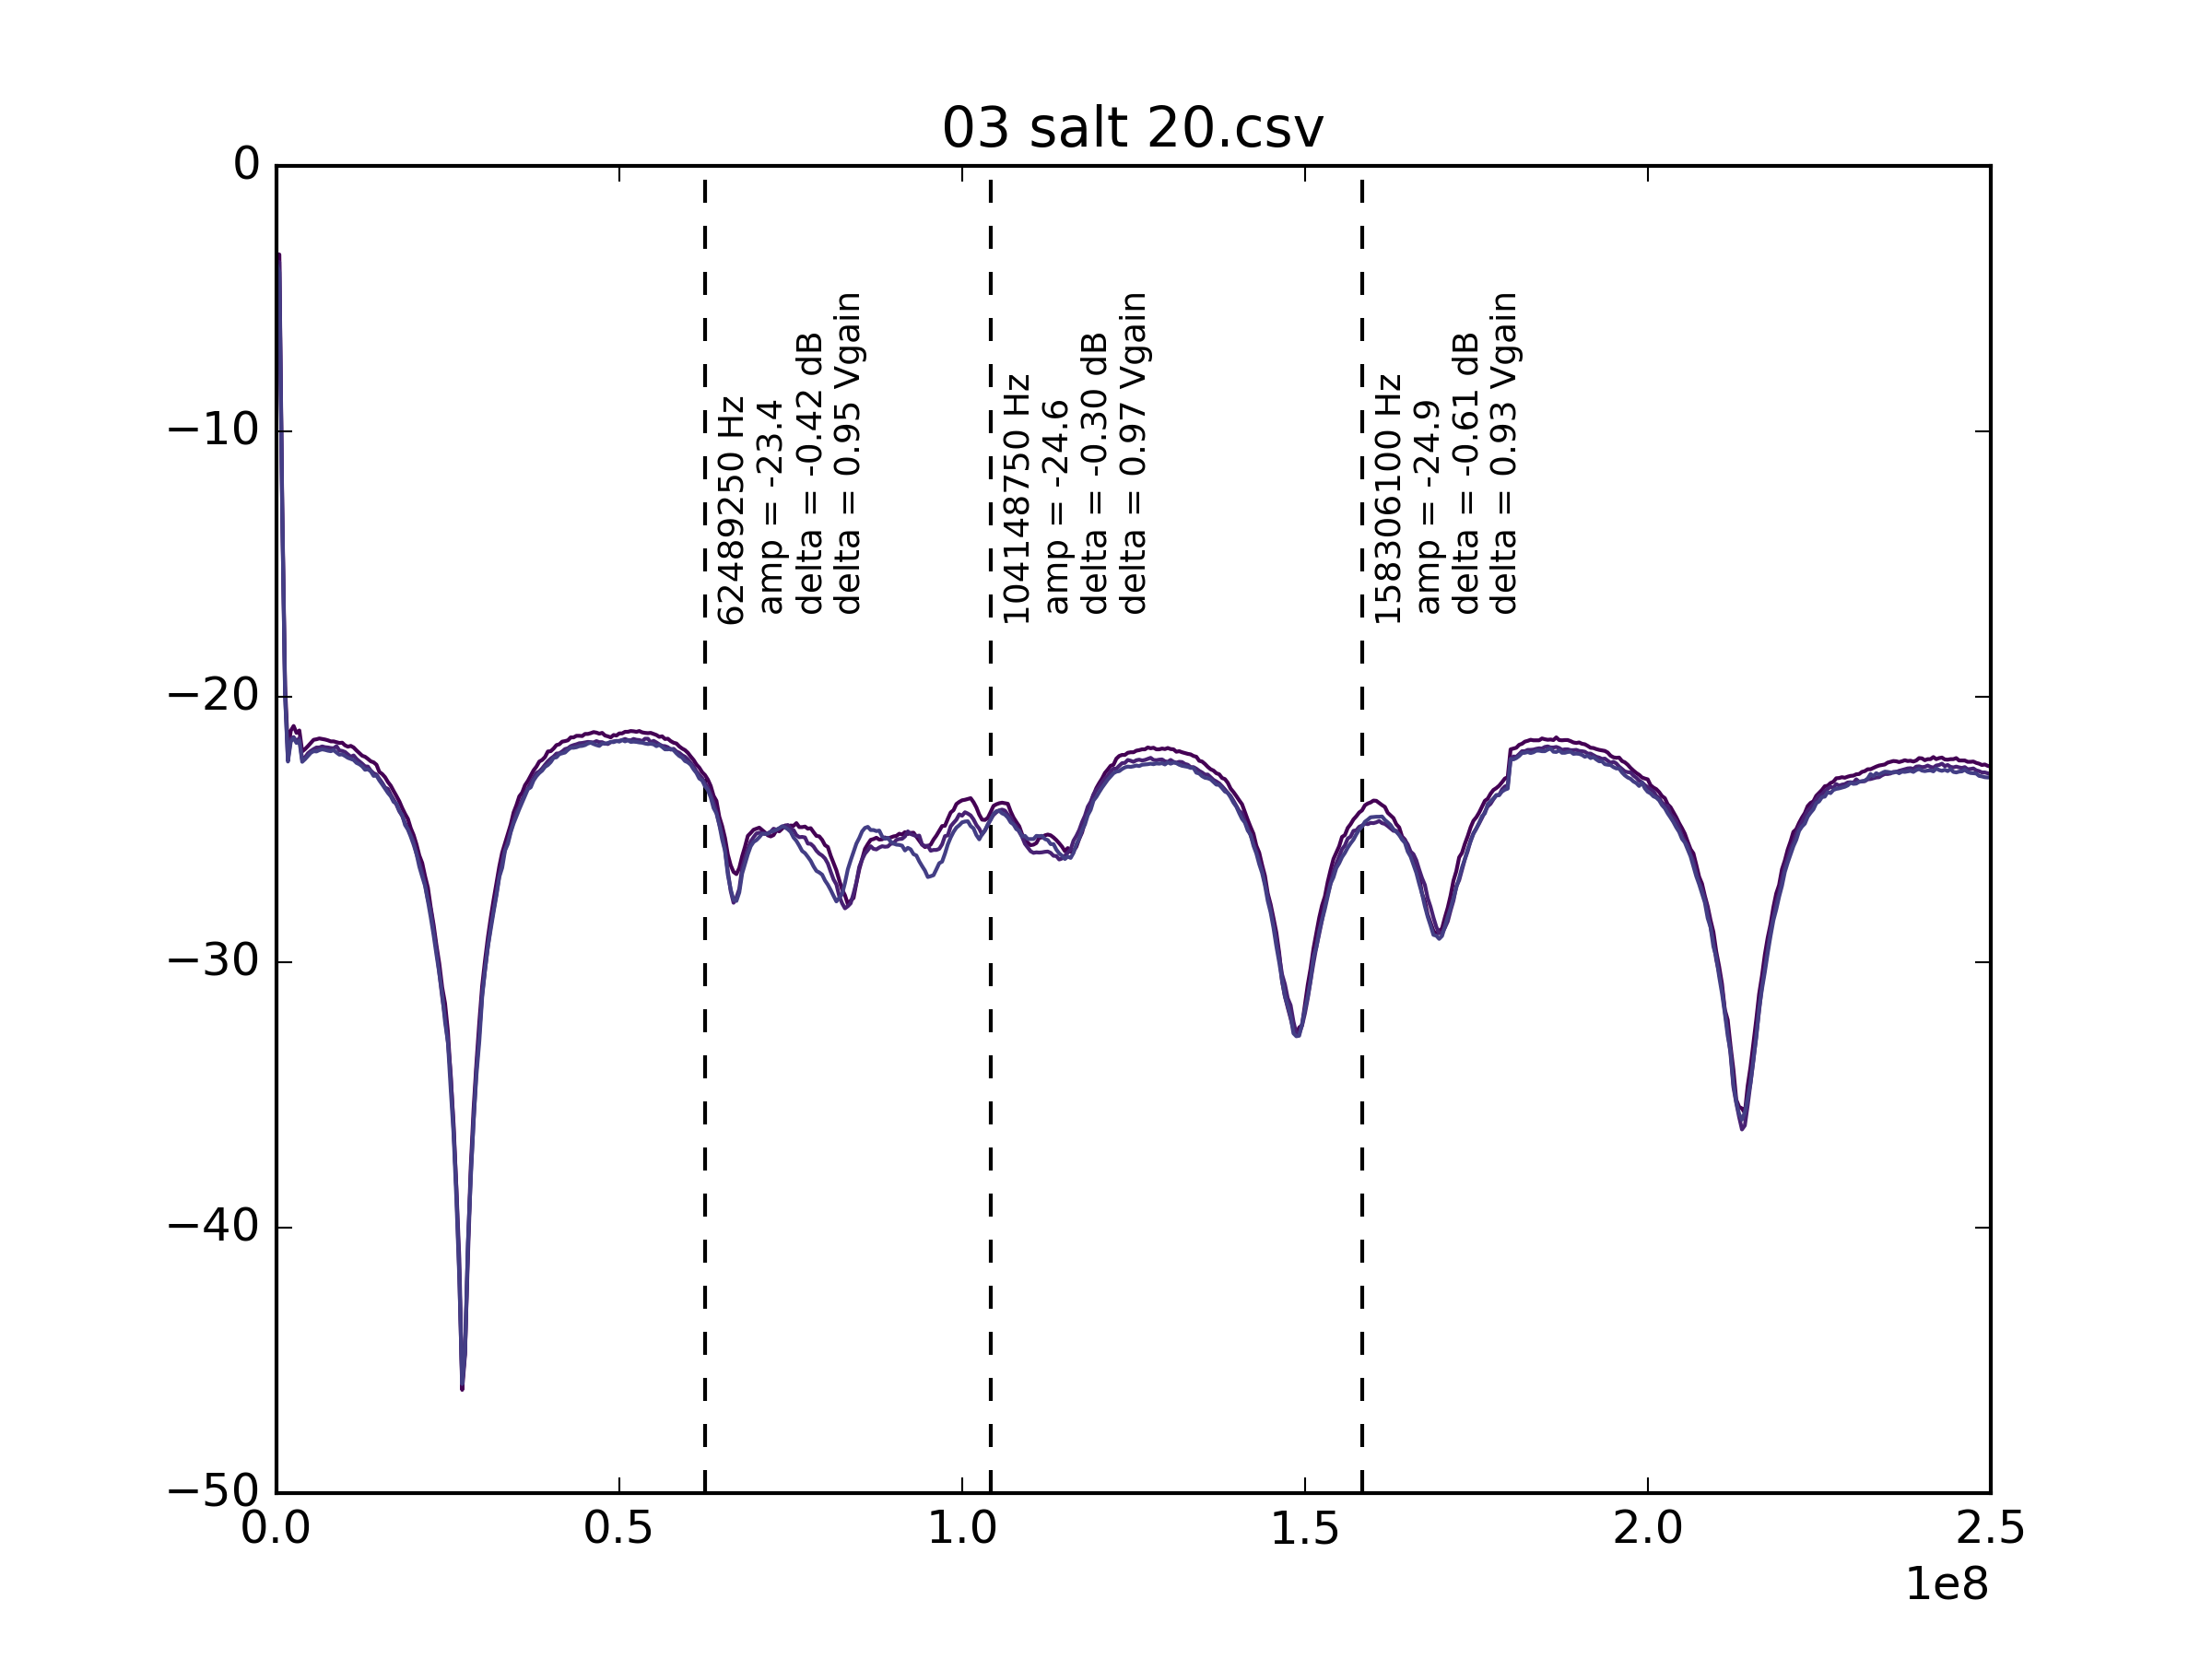 03 salt 20.csv
0
−10
−20
−30
−40
−50
62489250 Hz
amp = -23.4
delta = -0.42 dB
delta = 0.95 Vgain
104148750 Hz
amp = -24.6
delta = -0.30 dB
delta = 0.97 Vgain
158306100 Hz
amp = -24.9
delta = -0.61 dB
delta = 0.93 Vgain
0.0 0.5 1.0 1.5 2.0 2.5
1e8